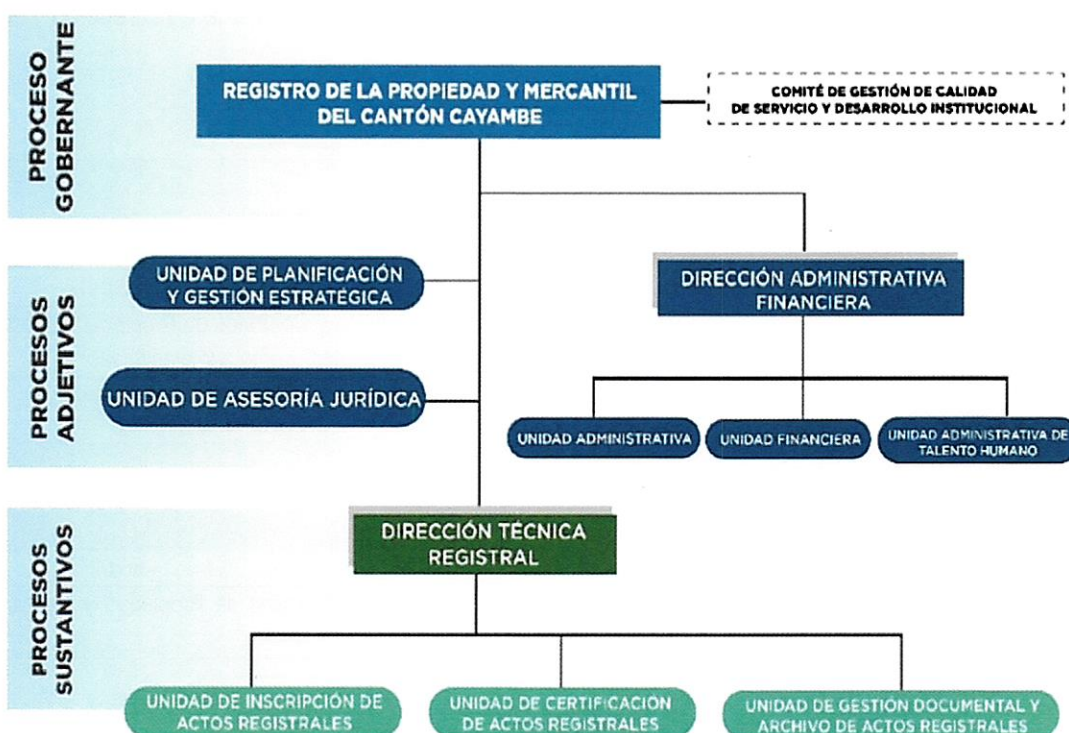 PROCESO
GOBERNANTE
REGISTRO DE LA PROPIEDAD Y MERCANTIL
DEL CANTÓN CAYAMBE
COMITÉ DE GESTIÓN DE CALIDAD
DE SERVICIO Y DESARROLLO INSTITUCIONAL
PROCESOS
ADJETIVOS
UNIDAD DE PLANIFICACIÓN
Y GESTIÓN ESTRATÉGICA
DIRECCIÓN ADMINISTRATIVA
FINANCIERA
UNIDAD DE ASESORÍA JURÍDICA
UNIDAD ADMINISTRATIVA
UNIDAD FINANCIERA
UNIDAD ADMINISTRATIVA DE
TALENTO HUMANO
PROCESOS
SUSTANTIVOS
DIRECCIÓN TÉCNICA
REGISTRAL
UNIDAD DE INSCRIPCIÓN DE
ACTOS REGISTRALES
UNIDAD DE CERTIFICACIÓN
DE ACTOS REGISTRALES
UNIDAD DE GESTIÓN DOCUMENTAL Y
ARCHIVO DE ACTOS REGISTRALES